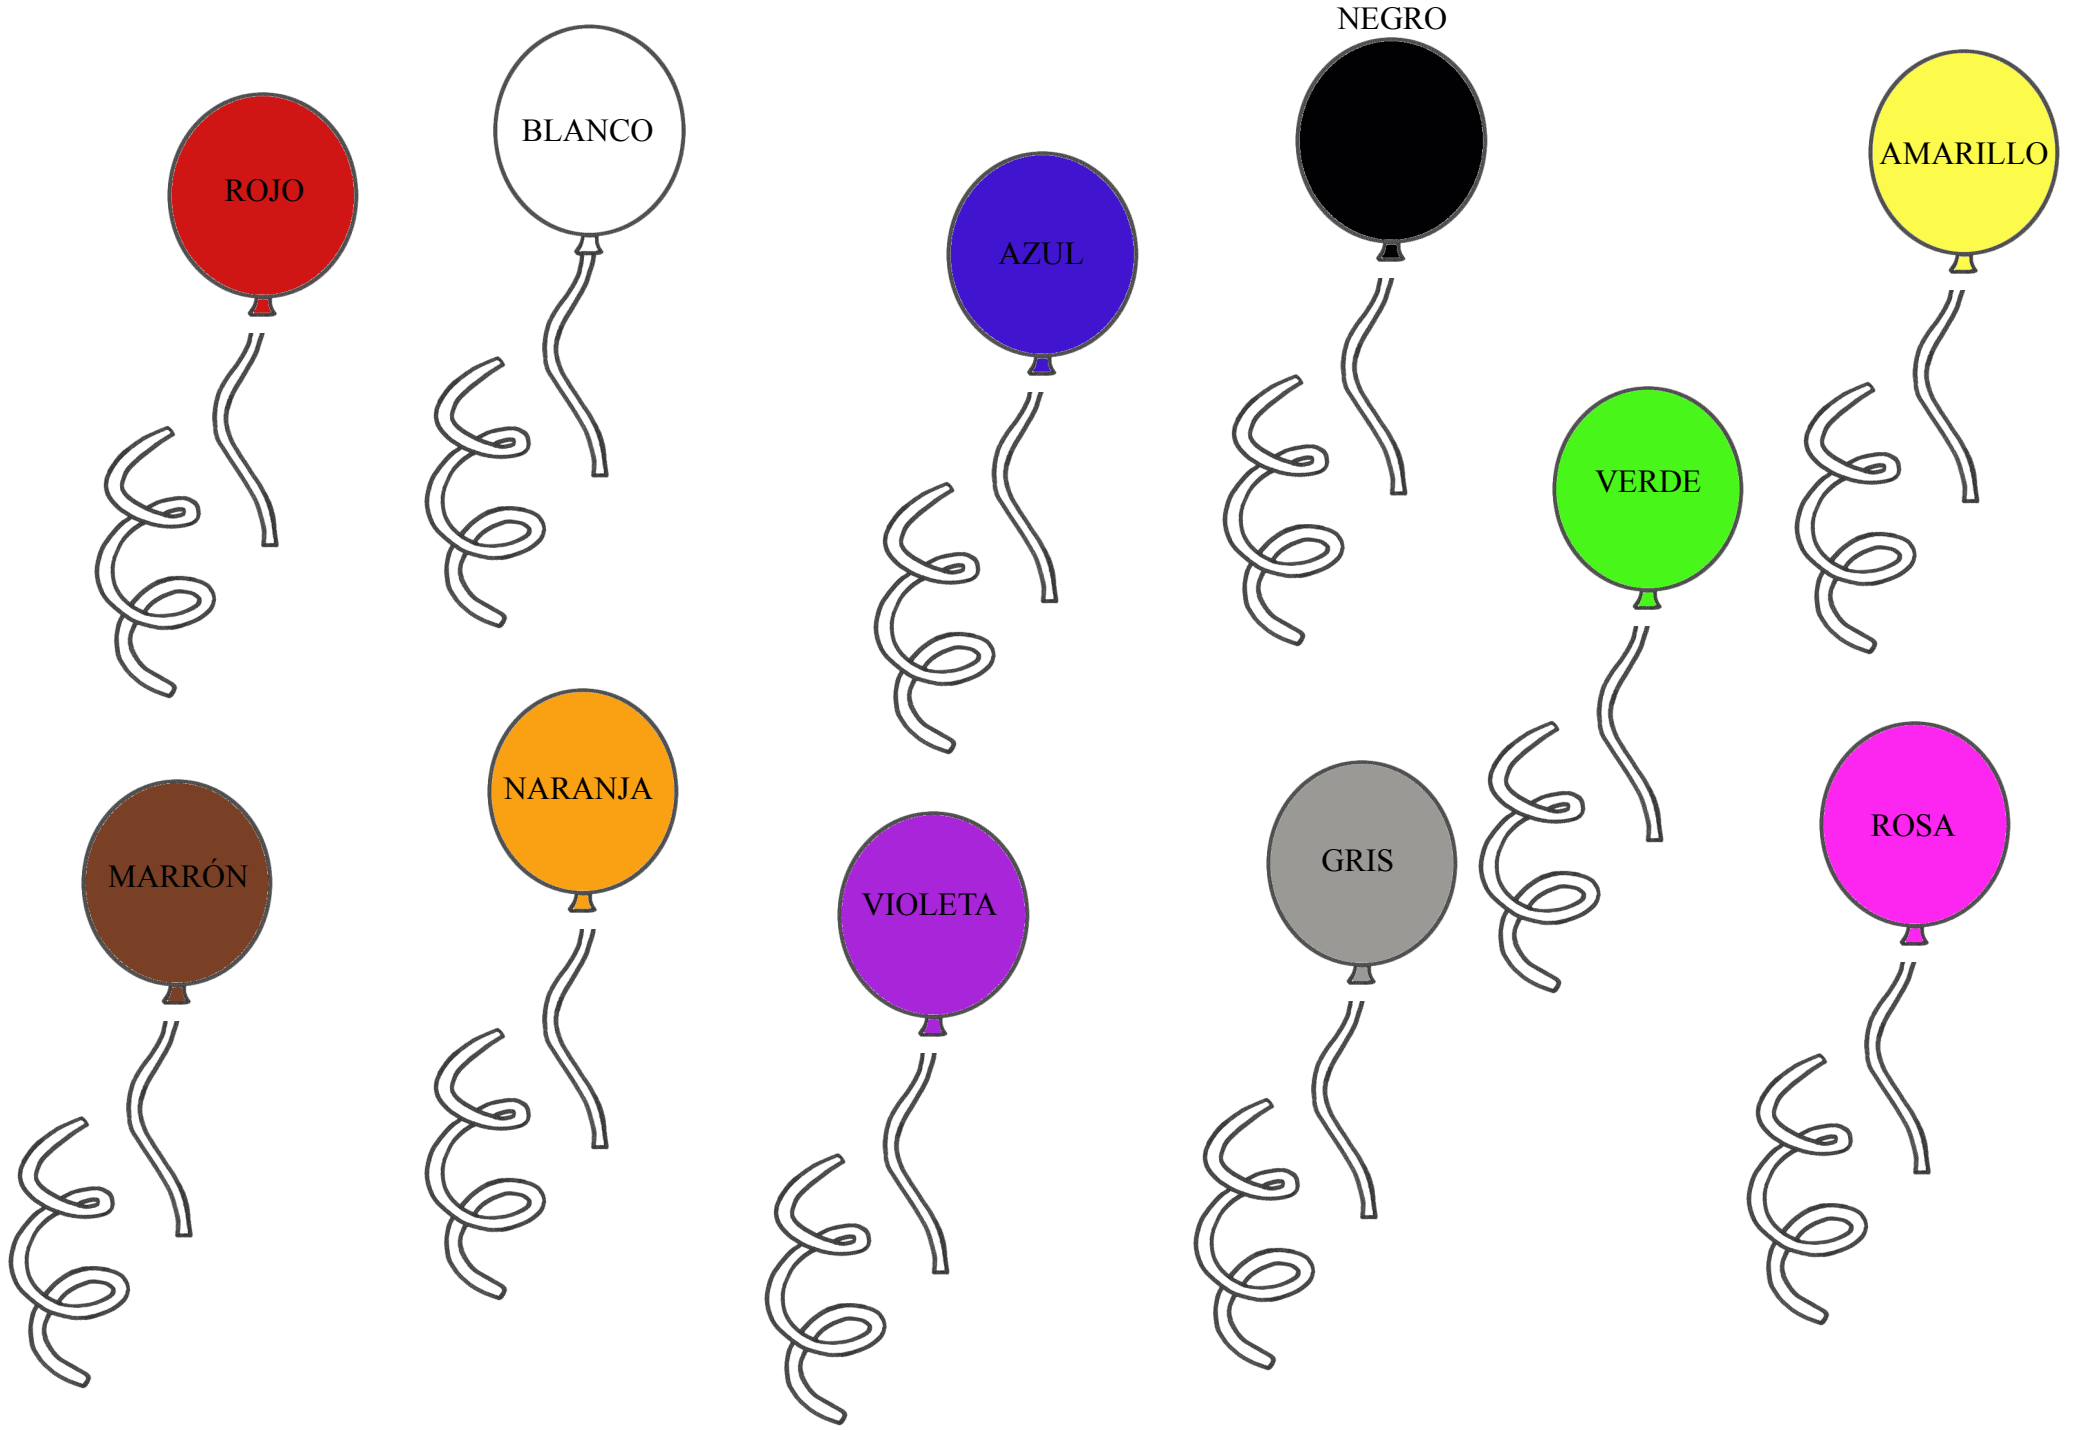 NEGRO
ROJO
BLANCO
AZUL
AMARILLO
VERDE
MARRÓN
NARANJA
VIOLETA
GRIS
ROSA